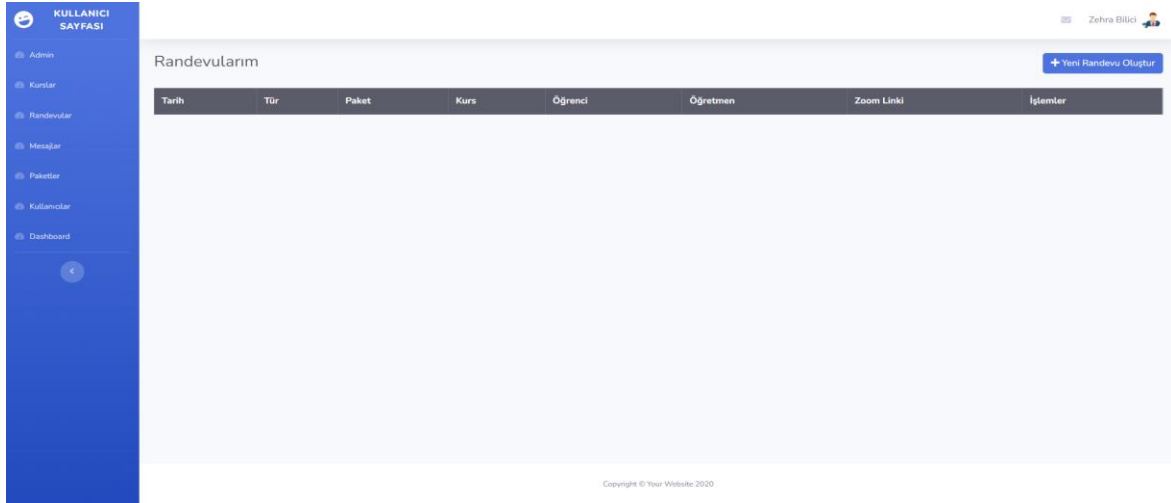 KULLANICI
SAYFASI
Zehra Bilici
Admin
Kurslar
Randevular
Mesajlar
Paketler
Kullanıcılar
Dashboard
Randevularım
+ Yeni Randevu Oluştur
Tarih Tür Paket Kurs Öğrenci Öğretmen Zoom Linki İşlemler
Copyright © Your Website 2020